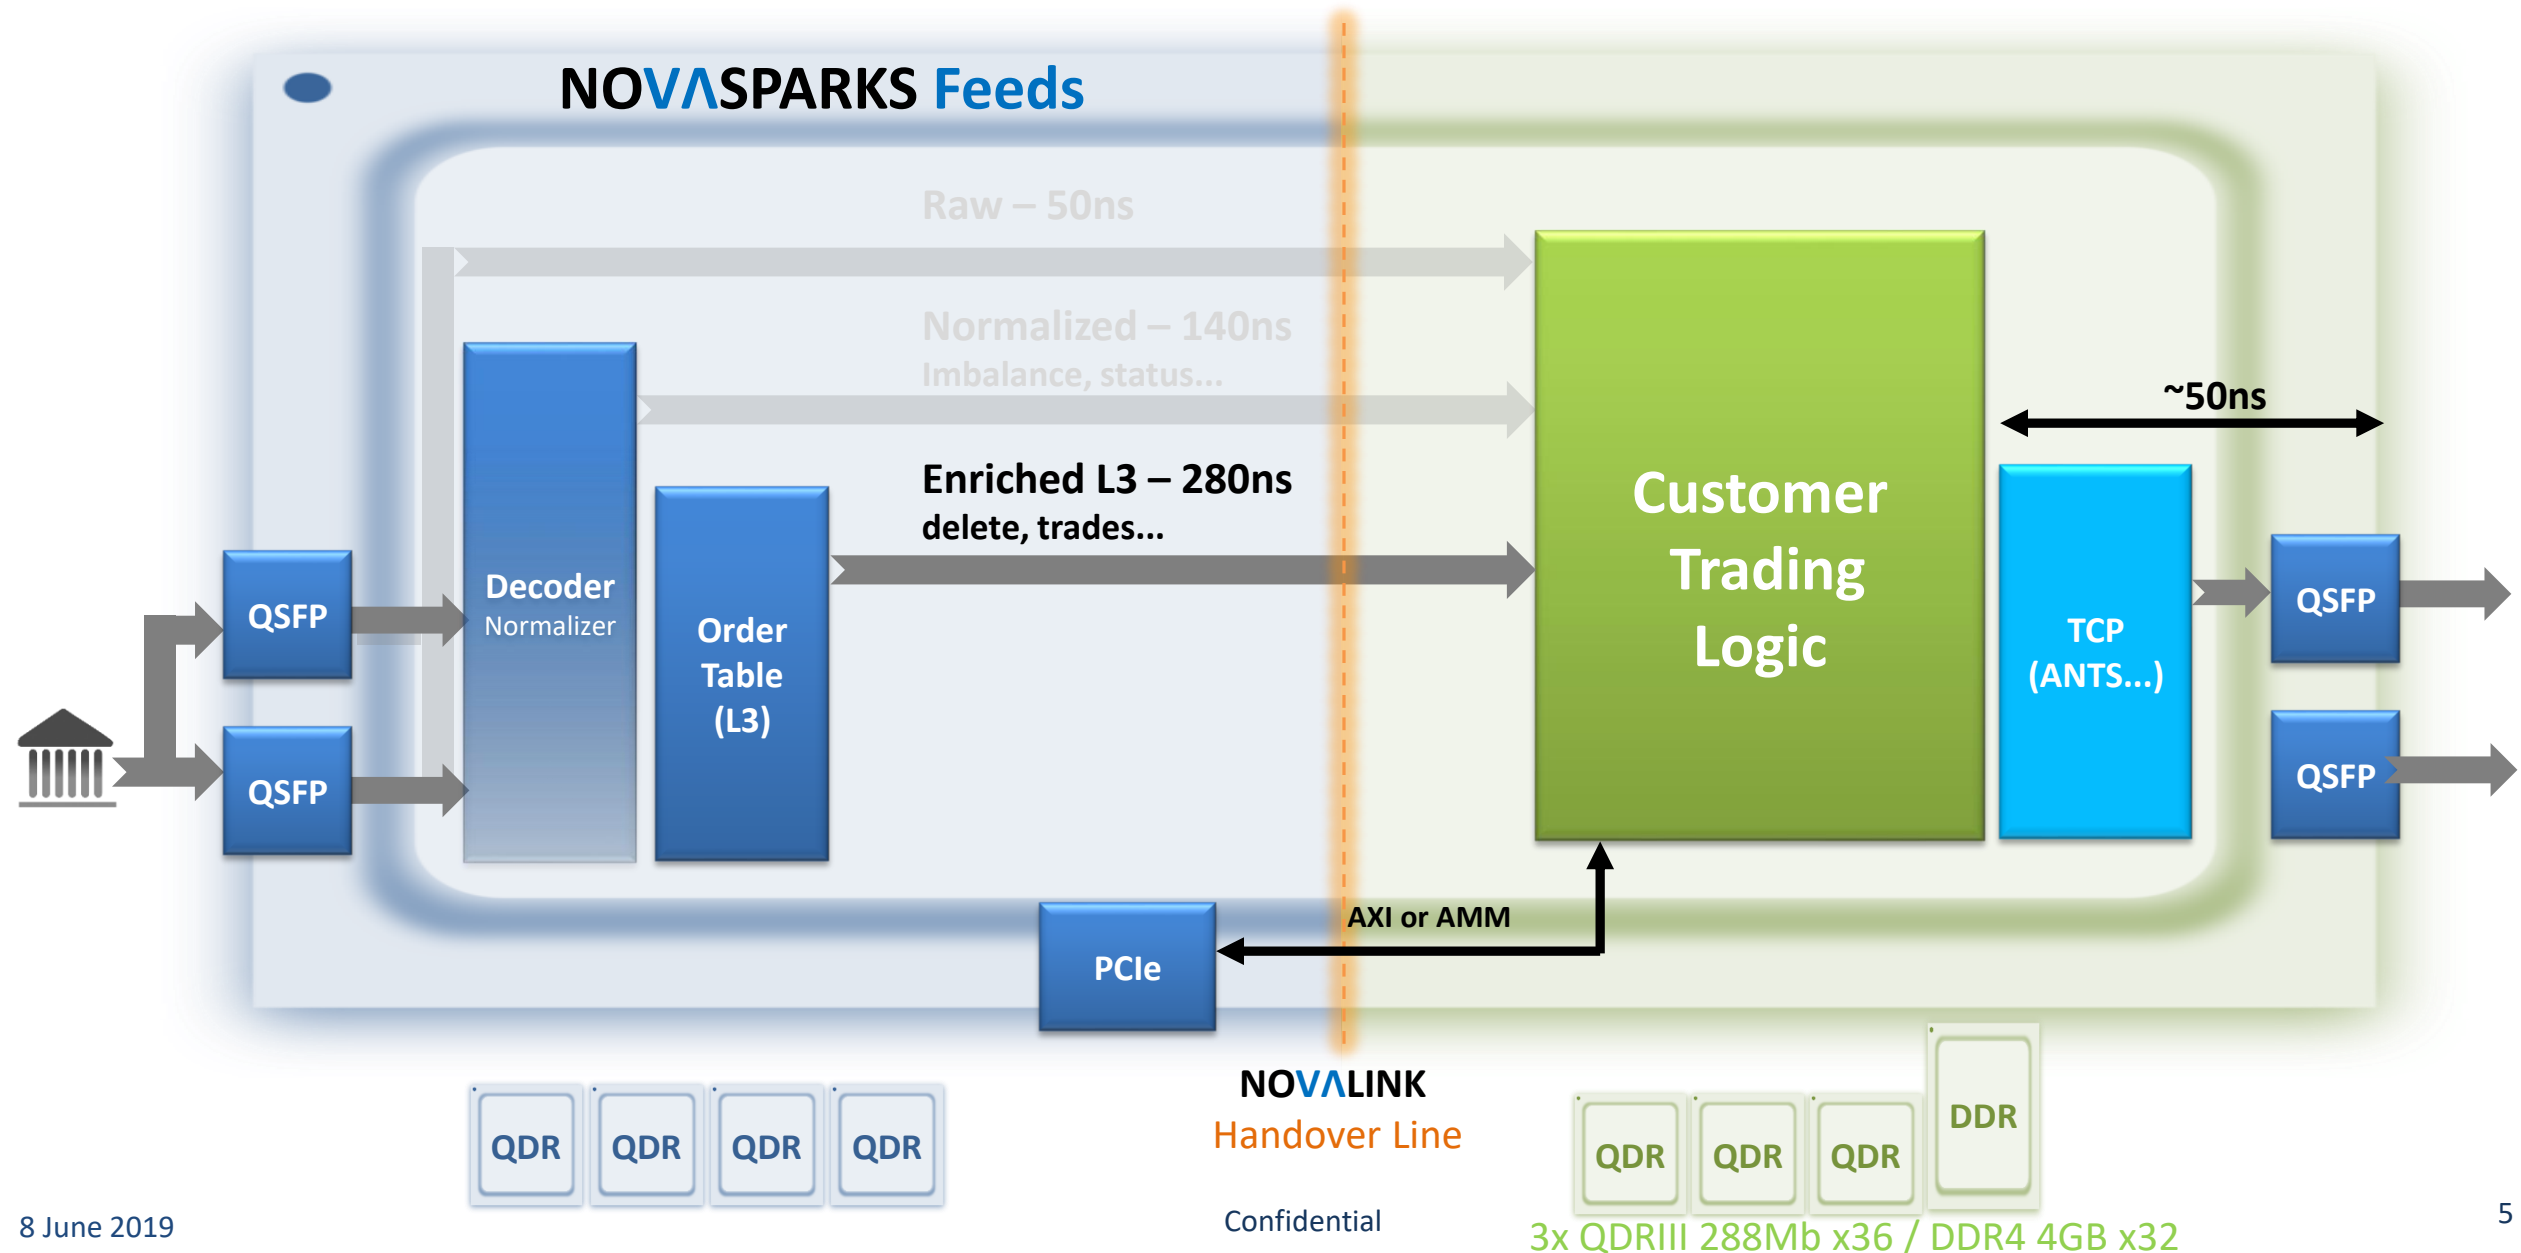 NOVΛSPARKS Feeds
Raw – 50ns
Normalized – 140ns
Imbalance, status...
~50ns
Enriched L3 – 280ns
delete, trades...
Customer
Trading
Logic
QSFP
QSFP
Decoder
Normalizer
Order
Table
(L3)
TCP
(ANTS...)
QSFP
QSFP
AXI or AMM
PCIe
NOVΛLINK
Handover Line
QDR
QDR
QDR
QDR
QDR
QDR
QDR
DDR
3x QDRIII 288Mb x36 / DDR4 4GB x32
8 June 2019
Confidential
5